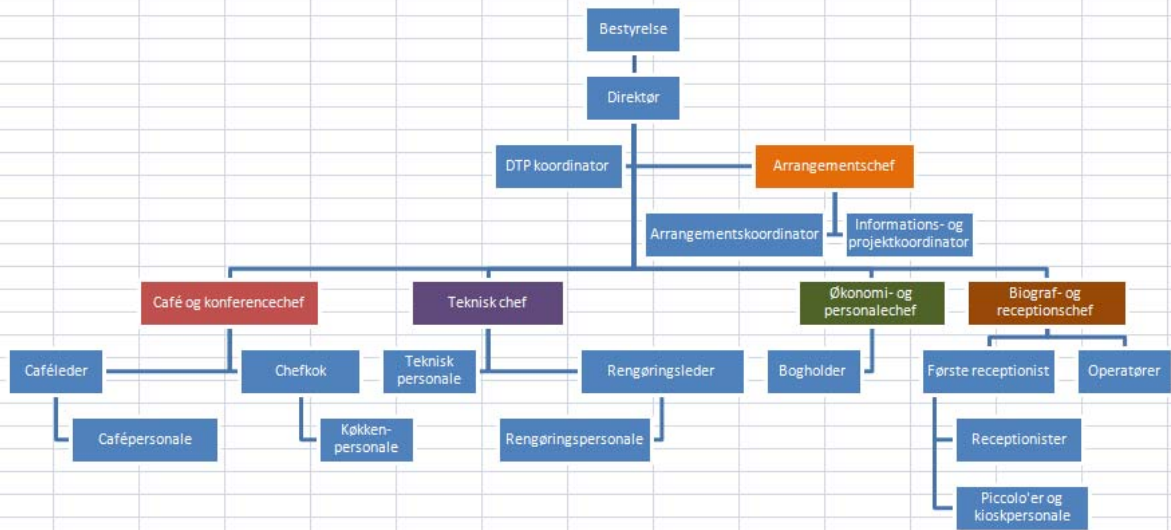 Bestyrelse
Direktør
DTP koordinator
Arrangementschef
Arrangementskoordinator
Informations- og
projektkoordinator
Café og konferencechef
Teknisk chef
Økonomi- og
personalechef
Biograf- og
receptionschef
Caféleder
Chefkok
Teknisk
personale
Rengøringsleder
Bogholder
Første receptionist
Operatører
Cafépersonale
Køkken-
personale
Rengøringspersonale
Receptionister
Piccolo'er og
kioskpersonale